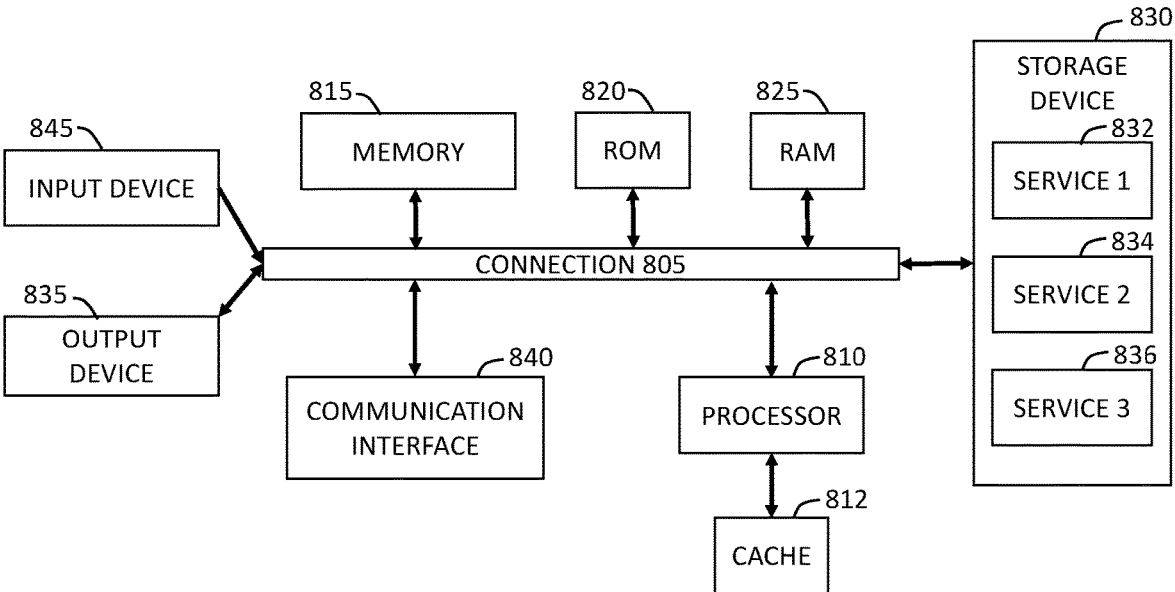 830
STORAGE
DEVICE
815
820
825
845
832
MEMORY
ROM
RAM
INPUT DEVICE
SERVICE 1
CONNECTION 805
834
835
SERVICE 2
OUTPUT
DEVICE
840
810
836
COMMUNICATION
INTERFACE
PROCESSOR
SERVICE 3
812
CACHE